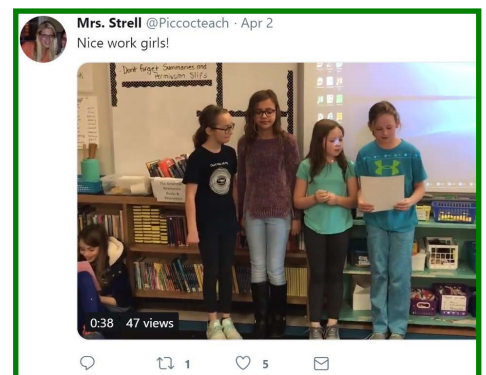 Mrs. Strell @Piccocteach · Apr 2
Nice work girls!
Don't forget Summaries and
Permission Slips
0:38 47 views
1 5